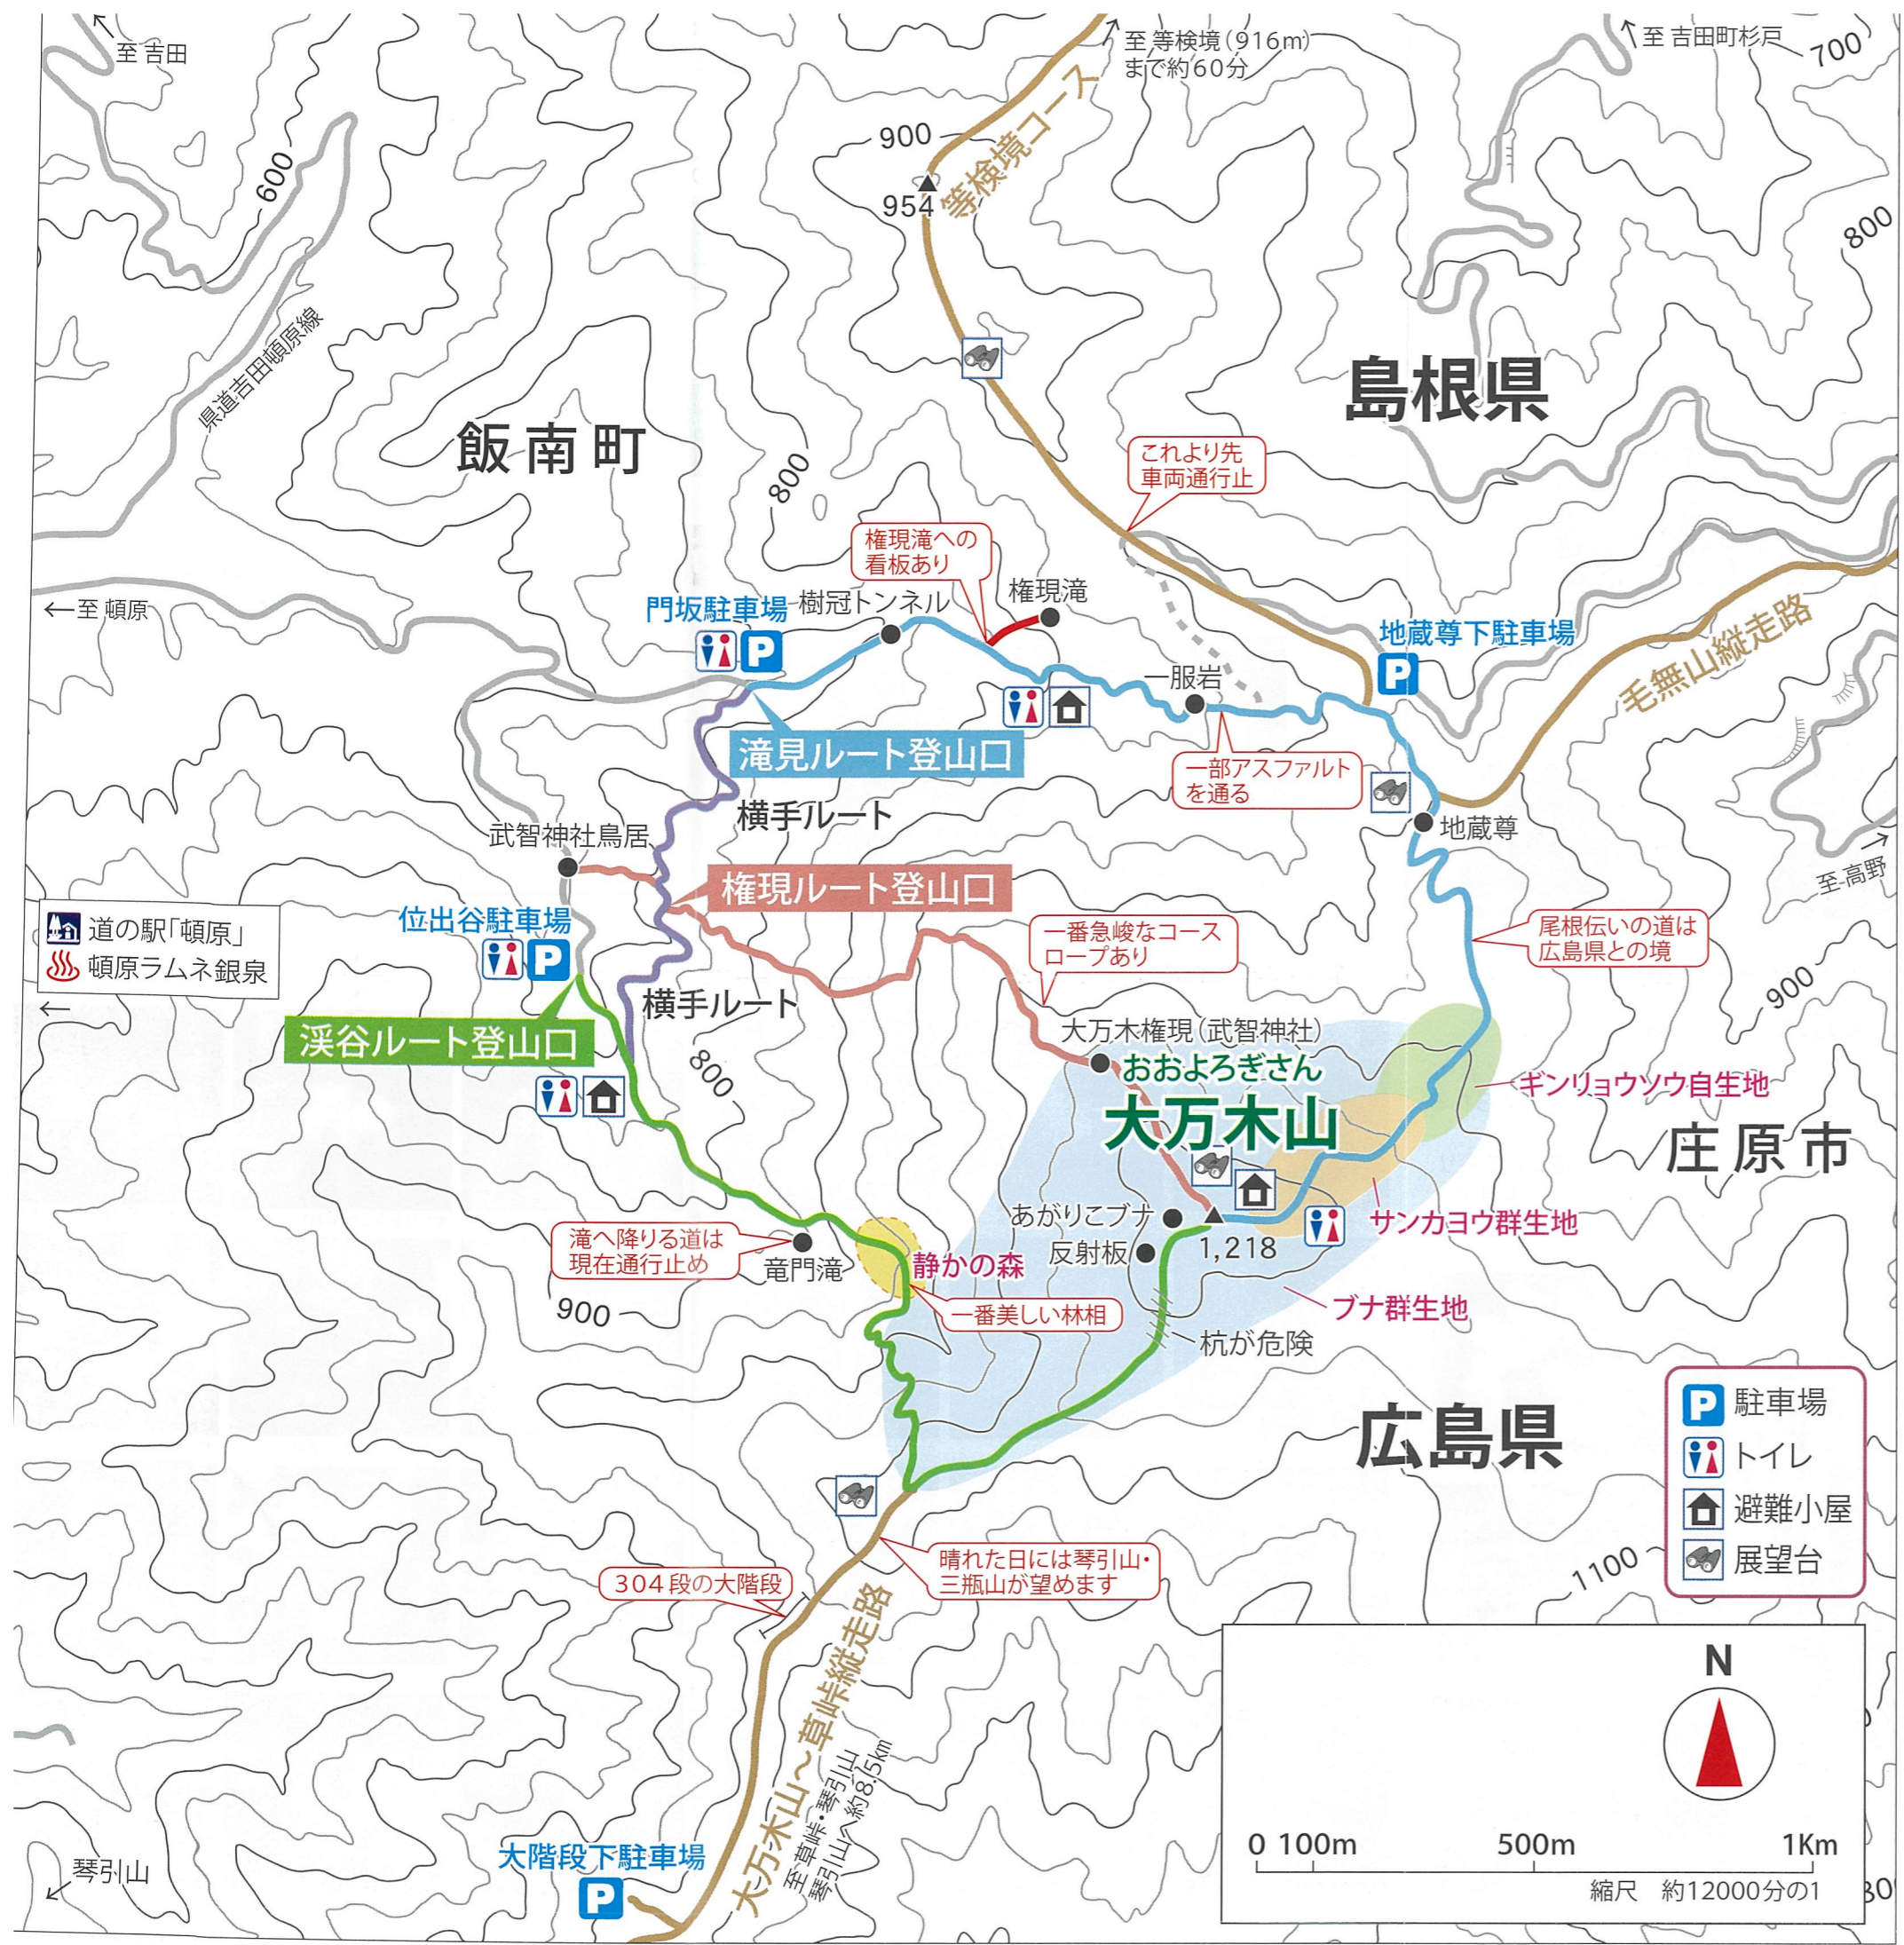 至 吉田
至 等検境（916m）
まで約60分
至 吉田町杉戸
700
600
900
954
等検境コース
800
県道吉田頓原線
飯南町
島根県
800
これより先
車両通行止
権現滝への
看板あり
権現滝
←至 頓原
門坂駐車場
樹冠トンネル
P
地蔵尊下駐車場
P
毛無山縦走路
一服岩
滝見ルート登山口
一部アスファルト
を通る
横手ルート
地蔵尊
武智神社鳥居
至 高野
権現ルート登山口
道の駅「頓原」
頓原ラムネ銀泉
←
位出谷駐車場
P
一番急峻なコース
ロープあり
尾根伝いの道は
広島県との境
900
横手ルート
渓谷ルート登山口
大万木権現（武智神社）
おおよろぎさん
大万木山
800
ギンリョウソウ自生地
庄原市
あがりこブナ
反射板
1,218
サンカヨウ群生地
滝へ降りる道は
現在通行止め
竜門滝
静かの森
一番美しい林相
900
ブナ群生地
杭が危険
広島県
P 駐車場
トイレ
避難小屋
展望台
1100
晴れた日には琴引山・
三瓶山が望めます
304段の大階段
大万木山～草峠縦走路
至 草峠・琴引山
琴引山へ約8.5km
大階段下駐車場
P
琴引山
N
0 100m 500m 1Km
縮尺 約12000分の1